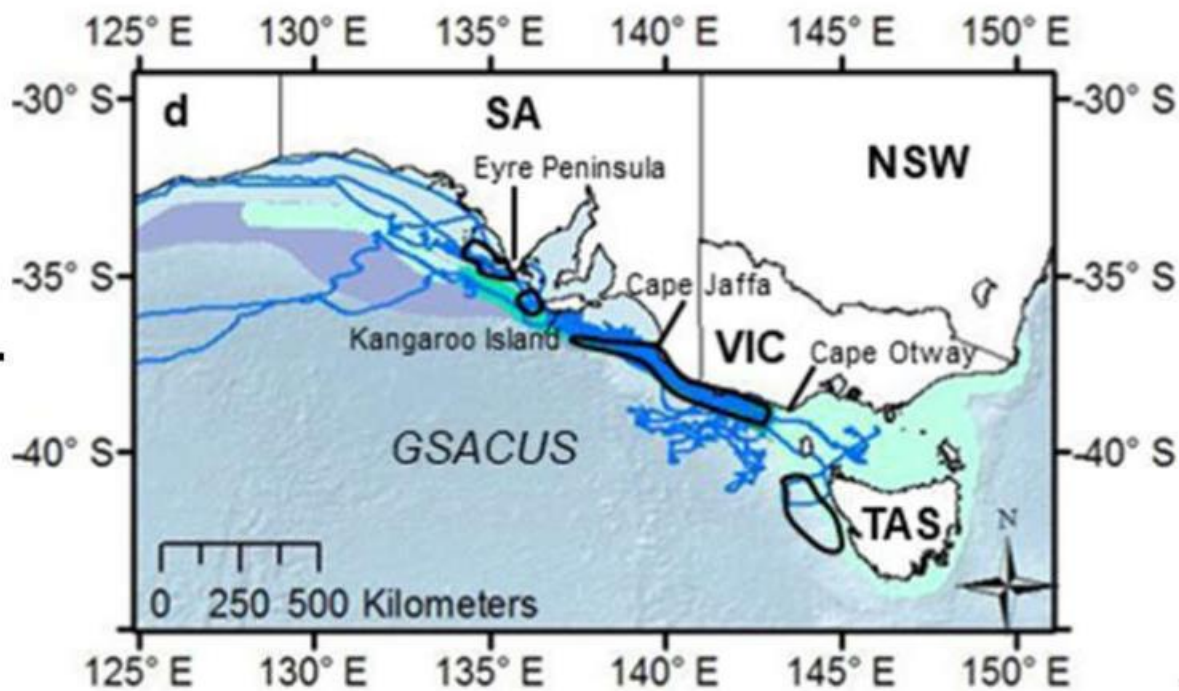 125° E 130° E 135° E 140° E 145° E 150° E
-30° S -30° S
d
SA
NSW
Eyre Peninsula
-35° S -35° S
Cape Jaffa
Kangaroo Island
VIC
Cape Otway
GSACUS
-40° S -40° S
TAS
N
0 250 500 Kilometers
125° E 130° E 135° E 140° E 145° E 150° E